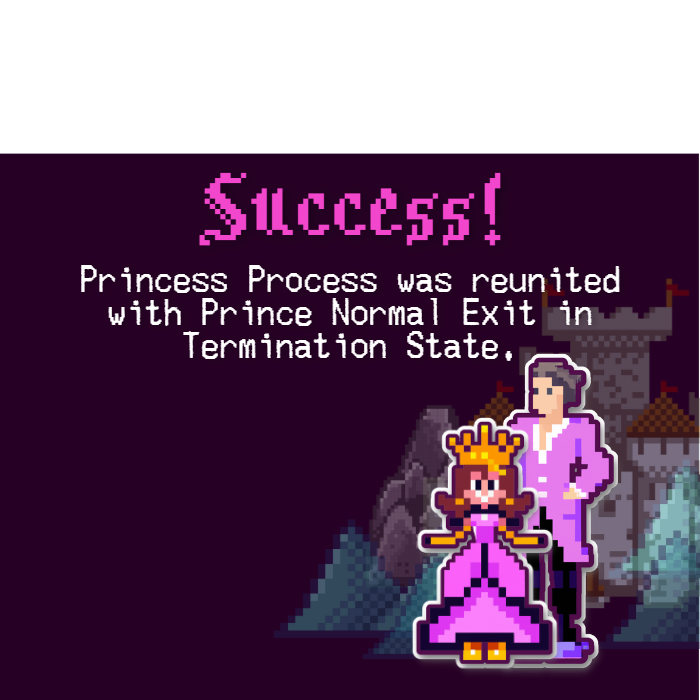 Success!
Princess Process was reunited
with Prince Normal Exit in
Termination State.